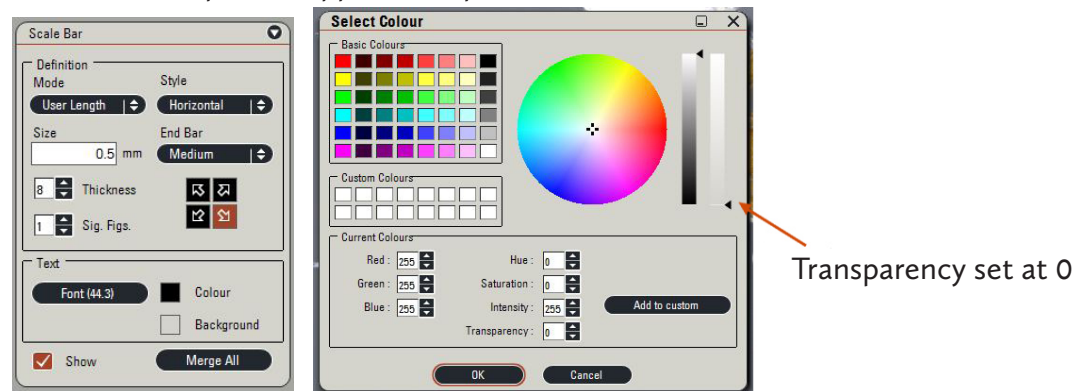 Scale Bar
Definition
Mode Style
User Length Horizontal
Size End Bar
0.5 mm Medium
8 Thickness
1 Sig. Figs.
Text
Font (44.3) Colour
Background
Show Merge All
Select Colour
Basic Colours
Custom Colours
Current Colours
Red : 255 Hue : 0
Green : 255 Saturation : 0
Blue : 255 Intensity : 255 Add to custom
Transparency : 0
OK Cancel
Transparency set at 0